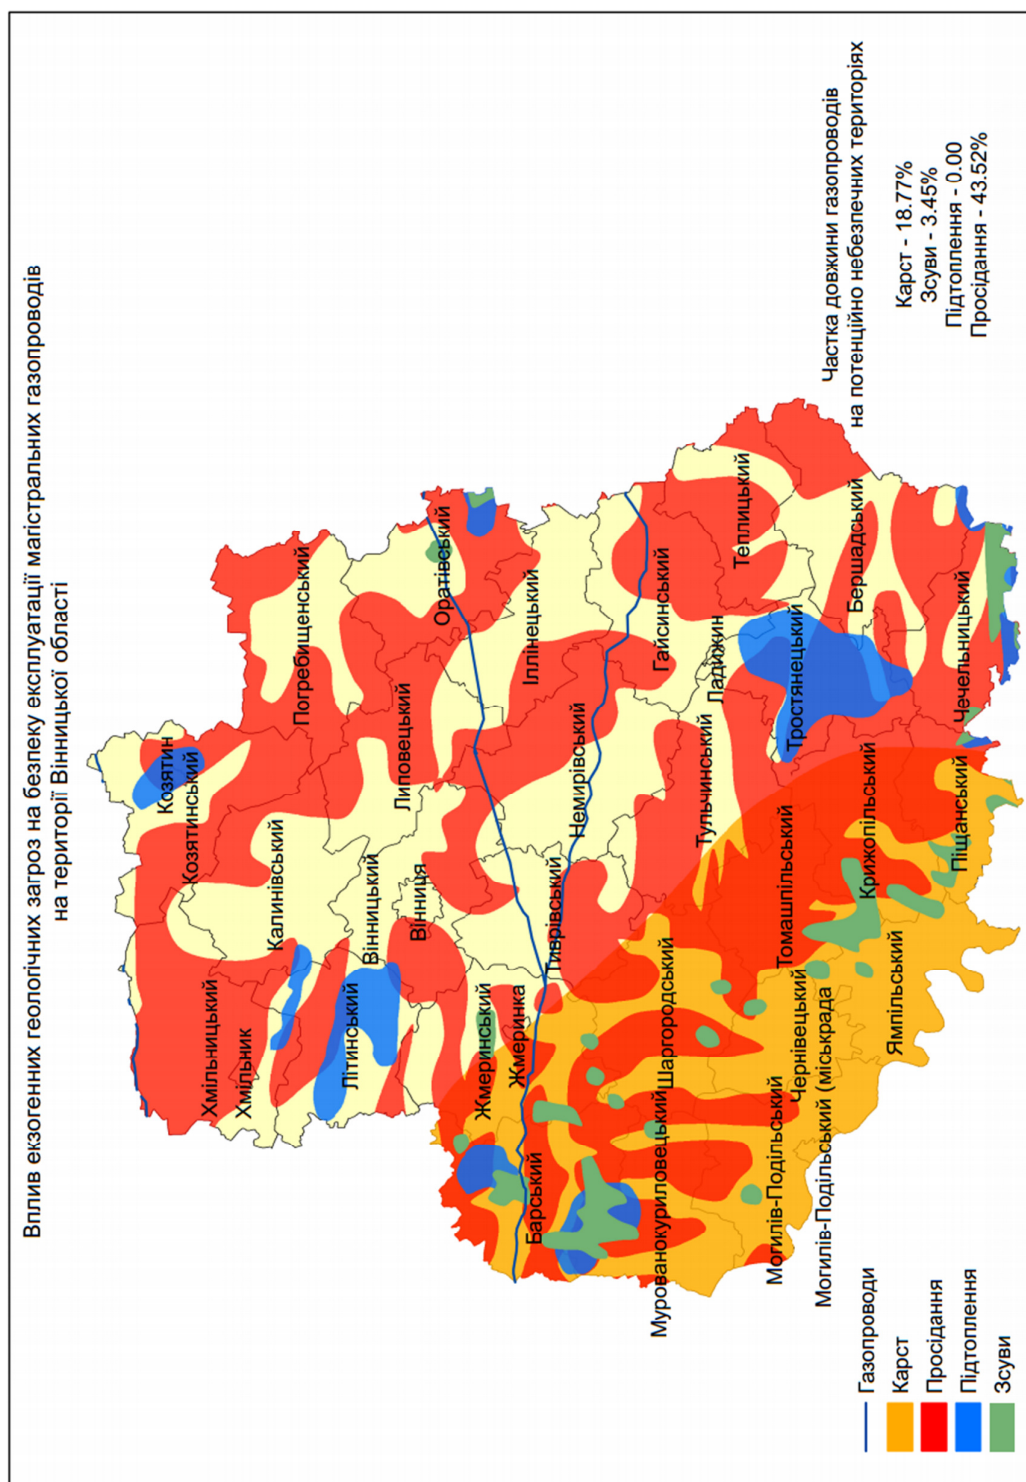 Вплив екзогенних геологічних загроз на безпеку експлуатації магістральних газопроводів
на території Вінницької області
Козятин
Козятинський
Хмільницький
Хмільник
Калинівський
Погребищенський
Літинський
Вінницький
Вінниця
Липовецький
Оратівський
Жмеринський
Жмеринка
Барський
Тиврівський
Немирівський
Іллінецький
Гайсинський
Ладижин
Теплицький
Тульчинський
Тростянецький
Бершадський
Мурованокуриловецький
Шаргородський
Томашпільський
Крижопільський
Чечельницький
Піщанський
Могилів-Подільський
Чернівецький
Могилів-Подільський (міськрада
Ямпільський
Частка довжини газопроводів
на потенційно небезпечних територіях
Карст - 18.77%
Зсуви - 3.45%
Підтоплення - 0.00
Просідання - 43.52%
Газопроводи
Карст
Просідання
Підтоплення
Зсуви